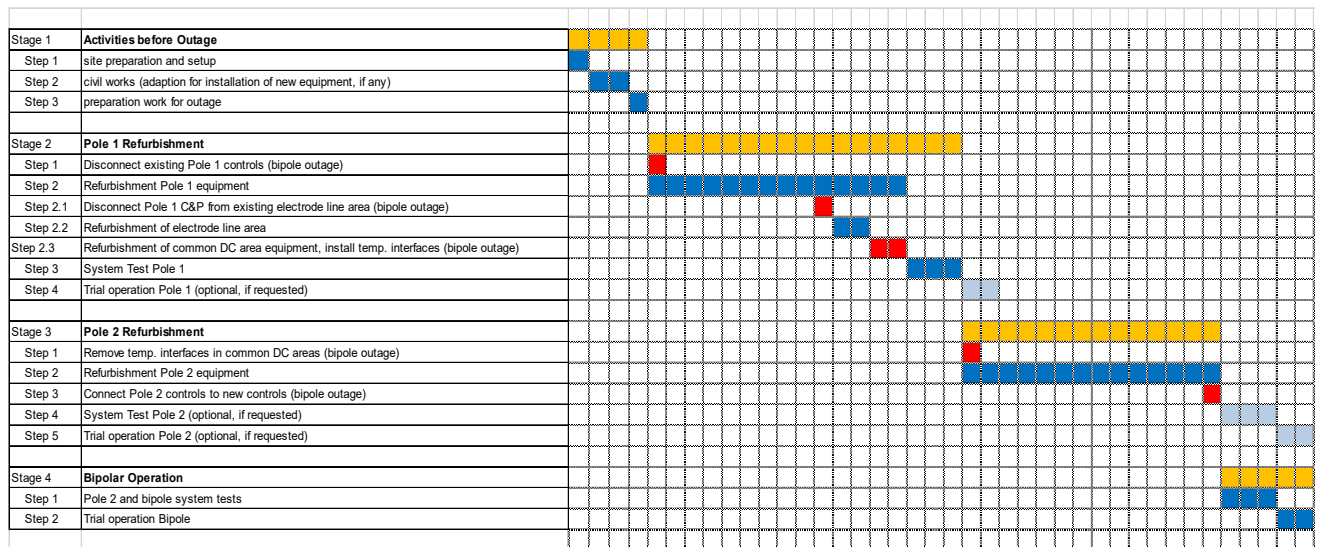 Stage 1 Activities before Outage
Step 1 site preparation and setup
Step 2 civil works (adaption for installation of new equipment, if any)
Step 3 preparation work for outage
Stage 2 Pole 1 Refurbishment
Step 1 Disconnect existing Pole 1 controls (bipole outage)
Step 2 Refurbishment Pole 1 equipment
Step 2.1 Disconnect Pole 1 C&P from existing electrode line area (bipole outage)
Step 2.2 Refurbishment of electrode line area
Step 2.3 Refurbishment of common DC area equipment, install temp. interfaces (bipole outage)
Step 3 System Test Pole 1
Step 4 Trial operation Pole 1 (optional, if requested)
Stage 3 Pole 2 Refurbishment
Step 1 Remove temp. interfaces in common DC areas (bipole outage)
Step 2 Refurbishment Pole 2 equipment
Step 3 Connect Pole 2 controls to new controls (bipole outage)
Step 4 System Test Pole 2 (optional, if requested)
Step 5 Trial operation Pole 2 (optional, if requested)
Stage 4 Bipolar Operation
Step 1 Pole 2 and bipole system tests
Step 2 Trial operation Bipole